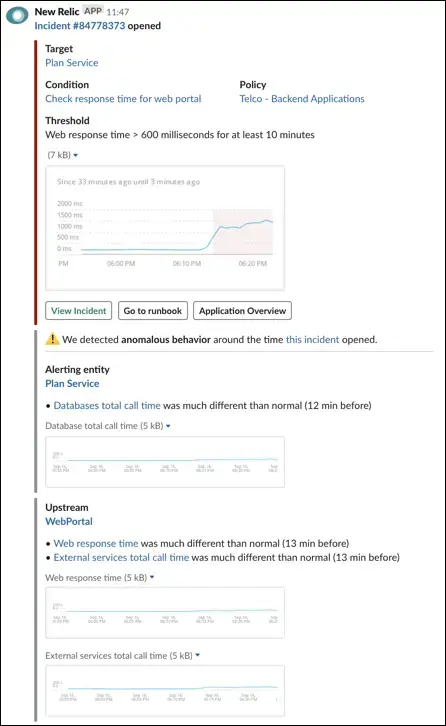 New Relic APP 11:47
Incident #84778373 opened
Target
Plan Service
Condition Policy
Check response time for web portal Telco - Backend Applications
Threshold
Web response time > 600 milliseconds for at least 10 minutes
(7 kB)
Since 33 minutes ago until 3 minutes ago
2000 ms
1500 ms
1000 ms
500 ms
0 ms
PM 06:00 PM 06:10 PM 06:20 PM
View Incident Go to runbook Application Overview
We detected anomalous behavior around the time this incident opened.
Alerting entity
Plan Service
• Databases total call time was much different than normal (12 min before)
Database total call time (5 kB)
Upstream
WebPortal
• Web response time was much different than normal (13 min before)
• External services total call time was much different than normal (13 min before)
Web response time (5 kB)
External services total call time (5 kB)